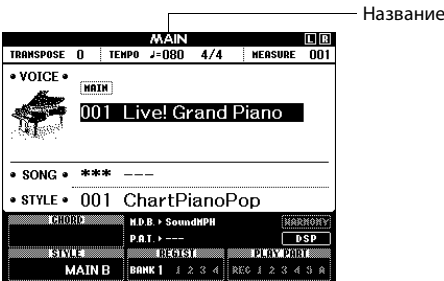 Название
MAIN L R
TRANSPOSE 0 TEMPO ♩=080 4/4 MEASURE 001
• VOICE •
MAIN
001 Live! Grand Piano
• SONG • *** ---
• STYLE • 001 ChartPianoPop
CHORD M.D.B. ▸ SoundMPH HARMONY
P.A.T. ▸ --- DSP
STYLE REGIST PLAY PART
MAIN B BANK 1 1 2 3 4 REC 1 2 3 4 5 A